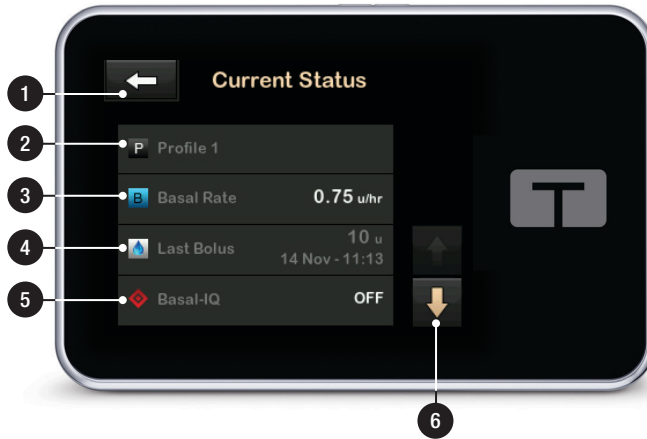 Current Status
1
2
P Profile 1
3
B Basal Rate 0.75 u/hr
4
Last Bolus 10 u
14 Nov - 11:13
5
Basal-IQ OFF
6
T